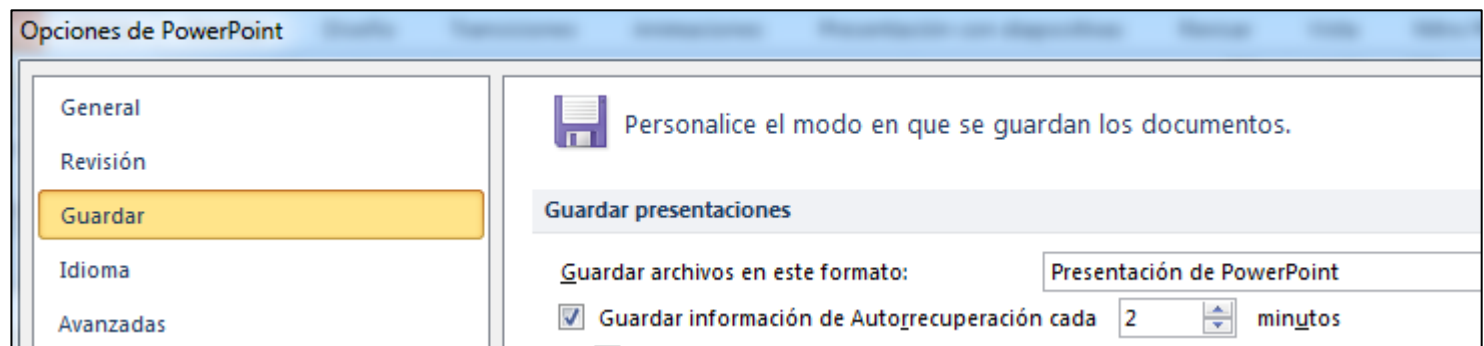 Opciones de PowerPoint
General
Revisión
Guardar
Idioma
Avanzadas
Personalice el modo en que se guardan los documentos.
Guardar presentaciones
Guardar archivos en este formato: Presentación de PowerPoint
Guardar información de Autorrecuperación cada 2 minutos